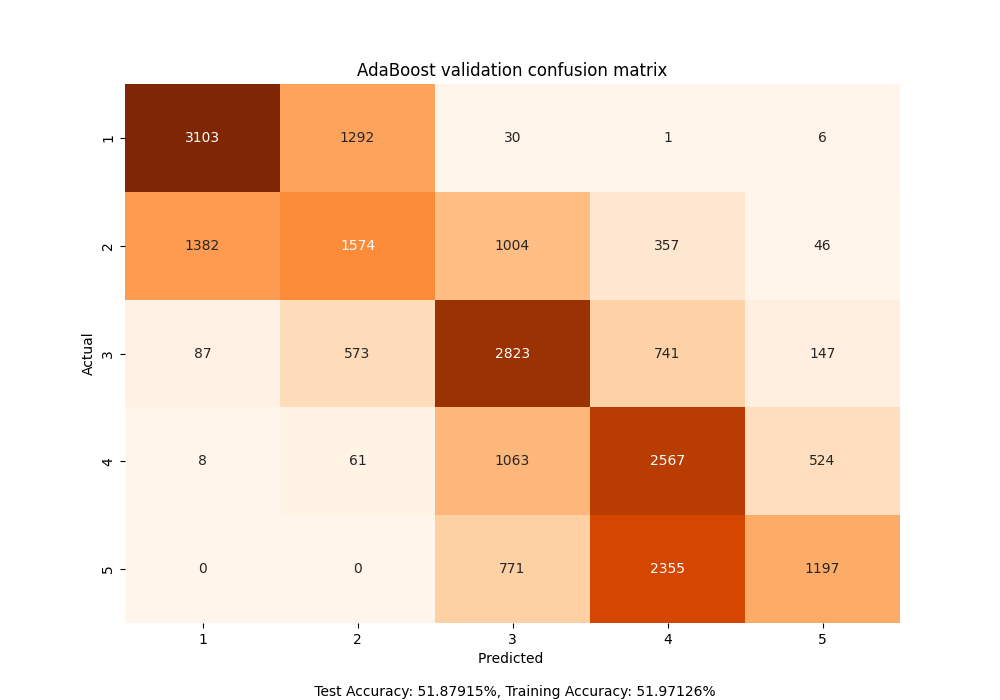 AdaBoost validation confusion matrix
1 3103 1292 30 1 6
2 1382 1574 1004 357 46
3 87 573 2823 741 147
4 8 61 1063 2567 524
5 0 0 771 2355 1197
Actual
1 2 3 4 5
Predicted
Test Accuracy: 51.87915%, Training Accuracy: 51.97126%